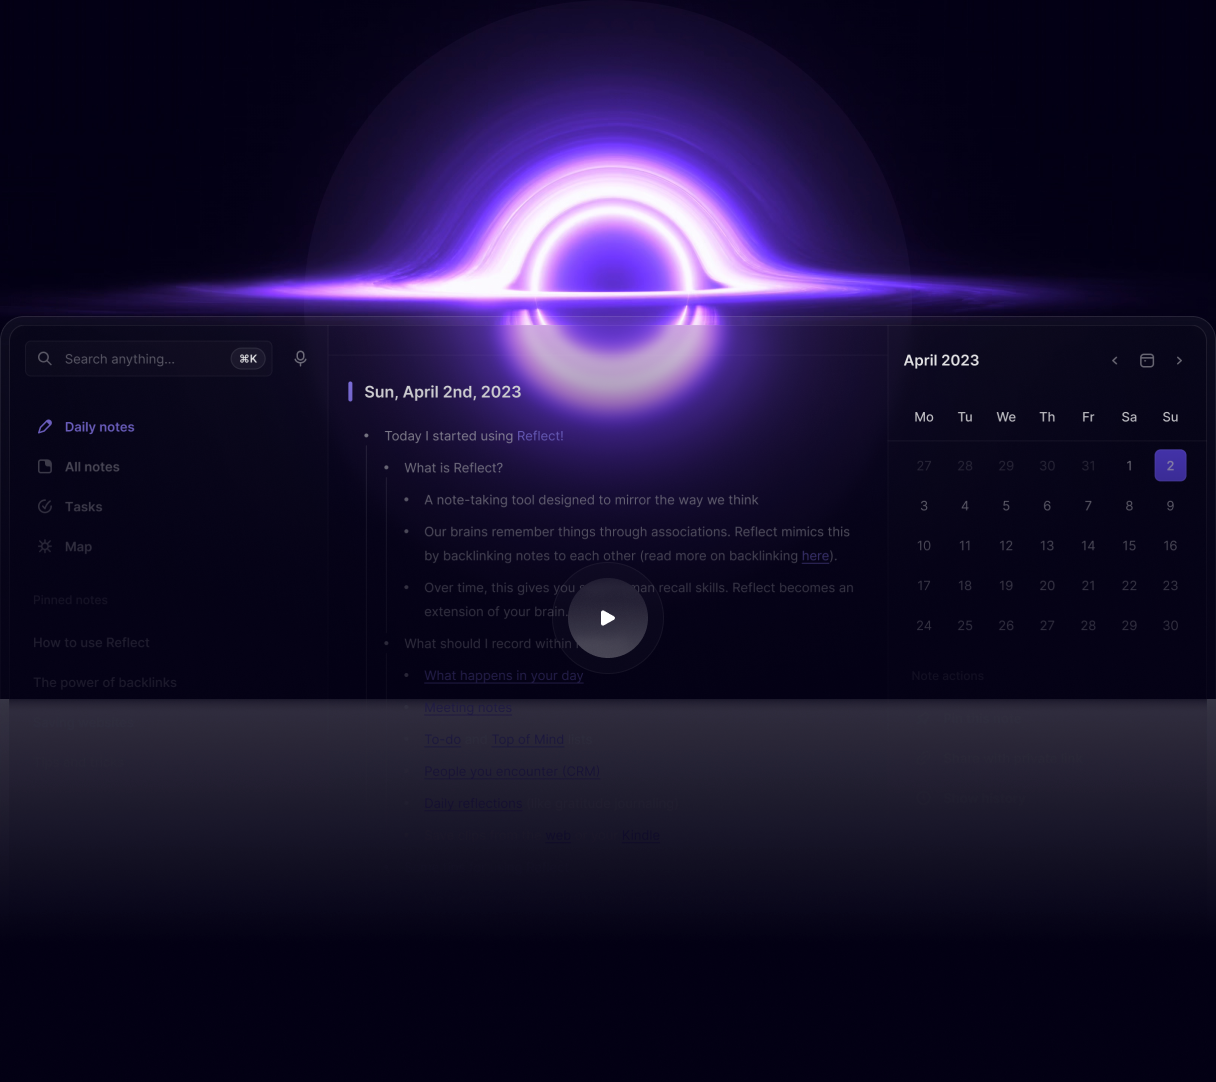 Search anything...
⌘K
Daily notes
All notes
Tasks
Map
Pinned notes
How to use Reflect
The power of backlinks
Sun, April 2nd, 2023
• Today I started using Reflect!
• What is Reflect?
• A note-taking tool designed to mirror the way we think
• Our brains remember things through associations. Reflect mimics this
by backlinking notes to each other (read more on backlinking here).
• Over time, this gives you man recall skills. Reflect becomes an
extension of your brain.
• What should I record within
• What happens in your day
Meeting notes
To-do Top of Mind
People you encounter (CRM)
Daily reflections
web Kindle
April 2023
Mo Tu We Th Fr Sa Su
27 28 29 30 31 1 2
3 4 5 6 7 8 9
10 11 12 13 14 15 16
17 18 19 20 21 22 23
24 25 26 27 28 29 30
Note actions